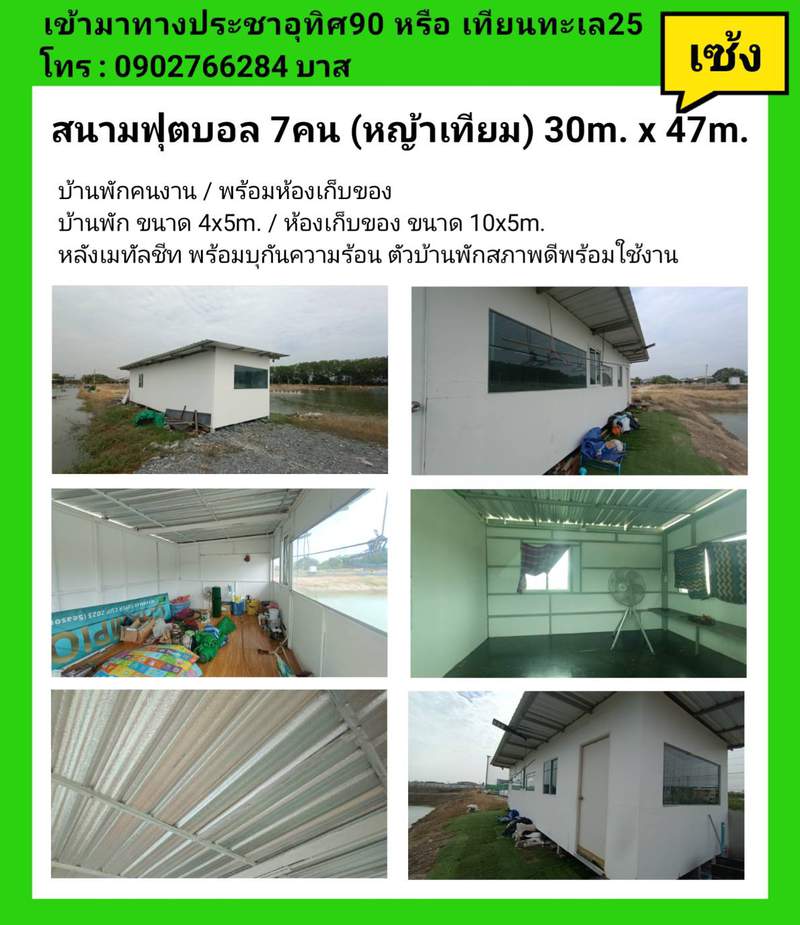 เข้ามาทางประชาอุทิศ90 หรือ เทียนทะเล25
โทร : 0902766284 บาส
เซ้ง
สนามฟุตบอล 7คน (หญ้าเทียม) 30m. x 47m.
บ้านพักคนงาน / พร้อมห้องเก็บของ
บ้านพัก ขนาด 4x5m. / ห้องเก็บของ ขนาด 10x5m.
หลังเมทัลชีท พร้อมบุกันความร้อน ตัวบ้านพักสภาพดีพร้อมใช้งาน